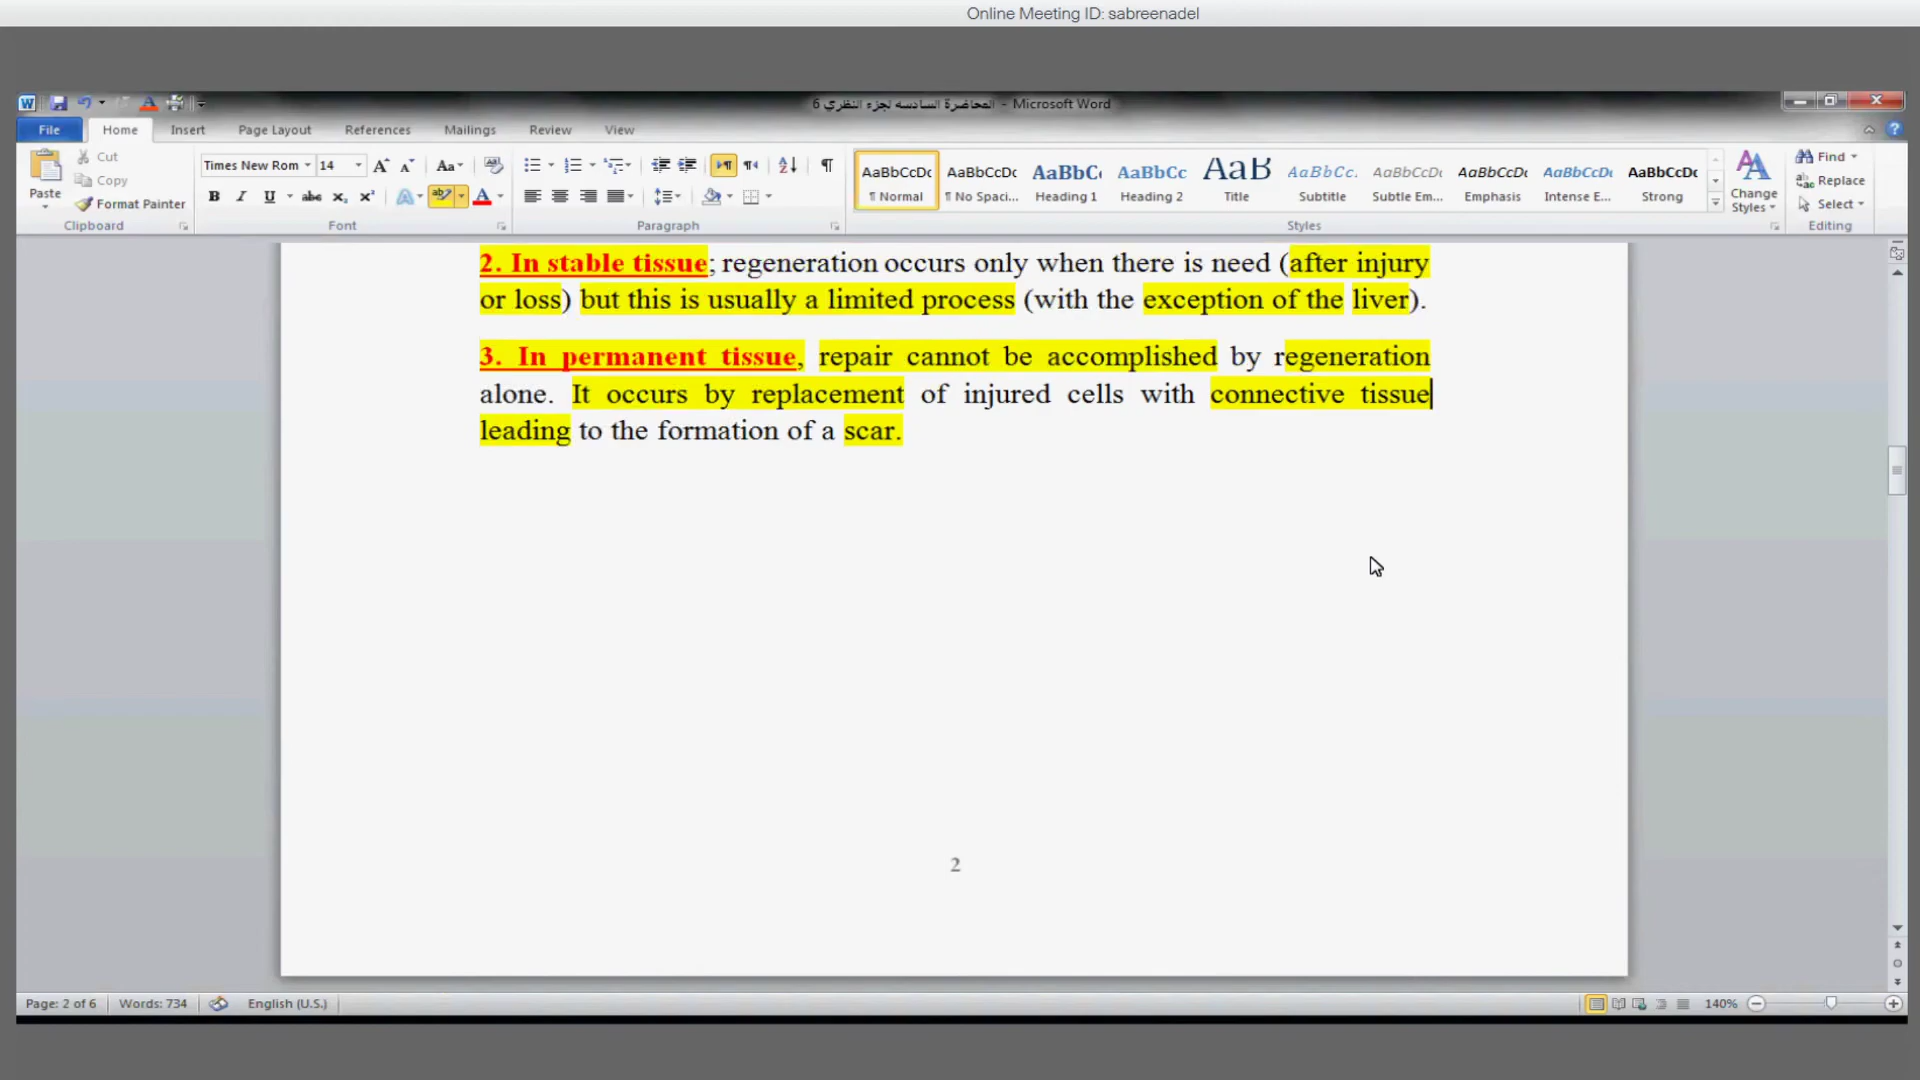 Online Meeting ID: sabreenadel
المحاضرة السادسه لجزء النظري 6 - Microsoft Word
File Home Insert Page Layout References Mailings Review View
Cut
Copy
Format Painter
Paste
Clipboard
Times New Rom 14
Font
Paragraph
AaBbCcDc AaBbCcDc AaBbC AaBbCc AaB AaBbCc. AaBbCcDt AaBbCcDt AaBbCcDt AaBbCcDc
¶ Normal ¶ No Spaci... Heading 1 Heading 2 Title Subtitle Subtle Em... Emphasis Intense E... Strong
Styles
Change
Styles
Find
Replace
Select
Editing
2. In stable tissue; regeneration occurs only when there is need (after injury
or loss) but this is usually a limited process (with the exception of the liver).
3. In permanent tissue, repair cannot be accomplished by regeneration
alone. It occurs by replacement of injured cells with connective tissue
leading to the formation of a scar.
2
Page: 2 of 6 Words: 734 English (U.S.) 140%